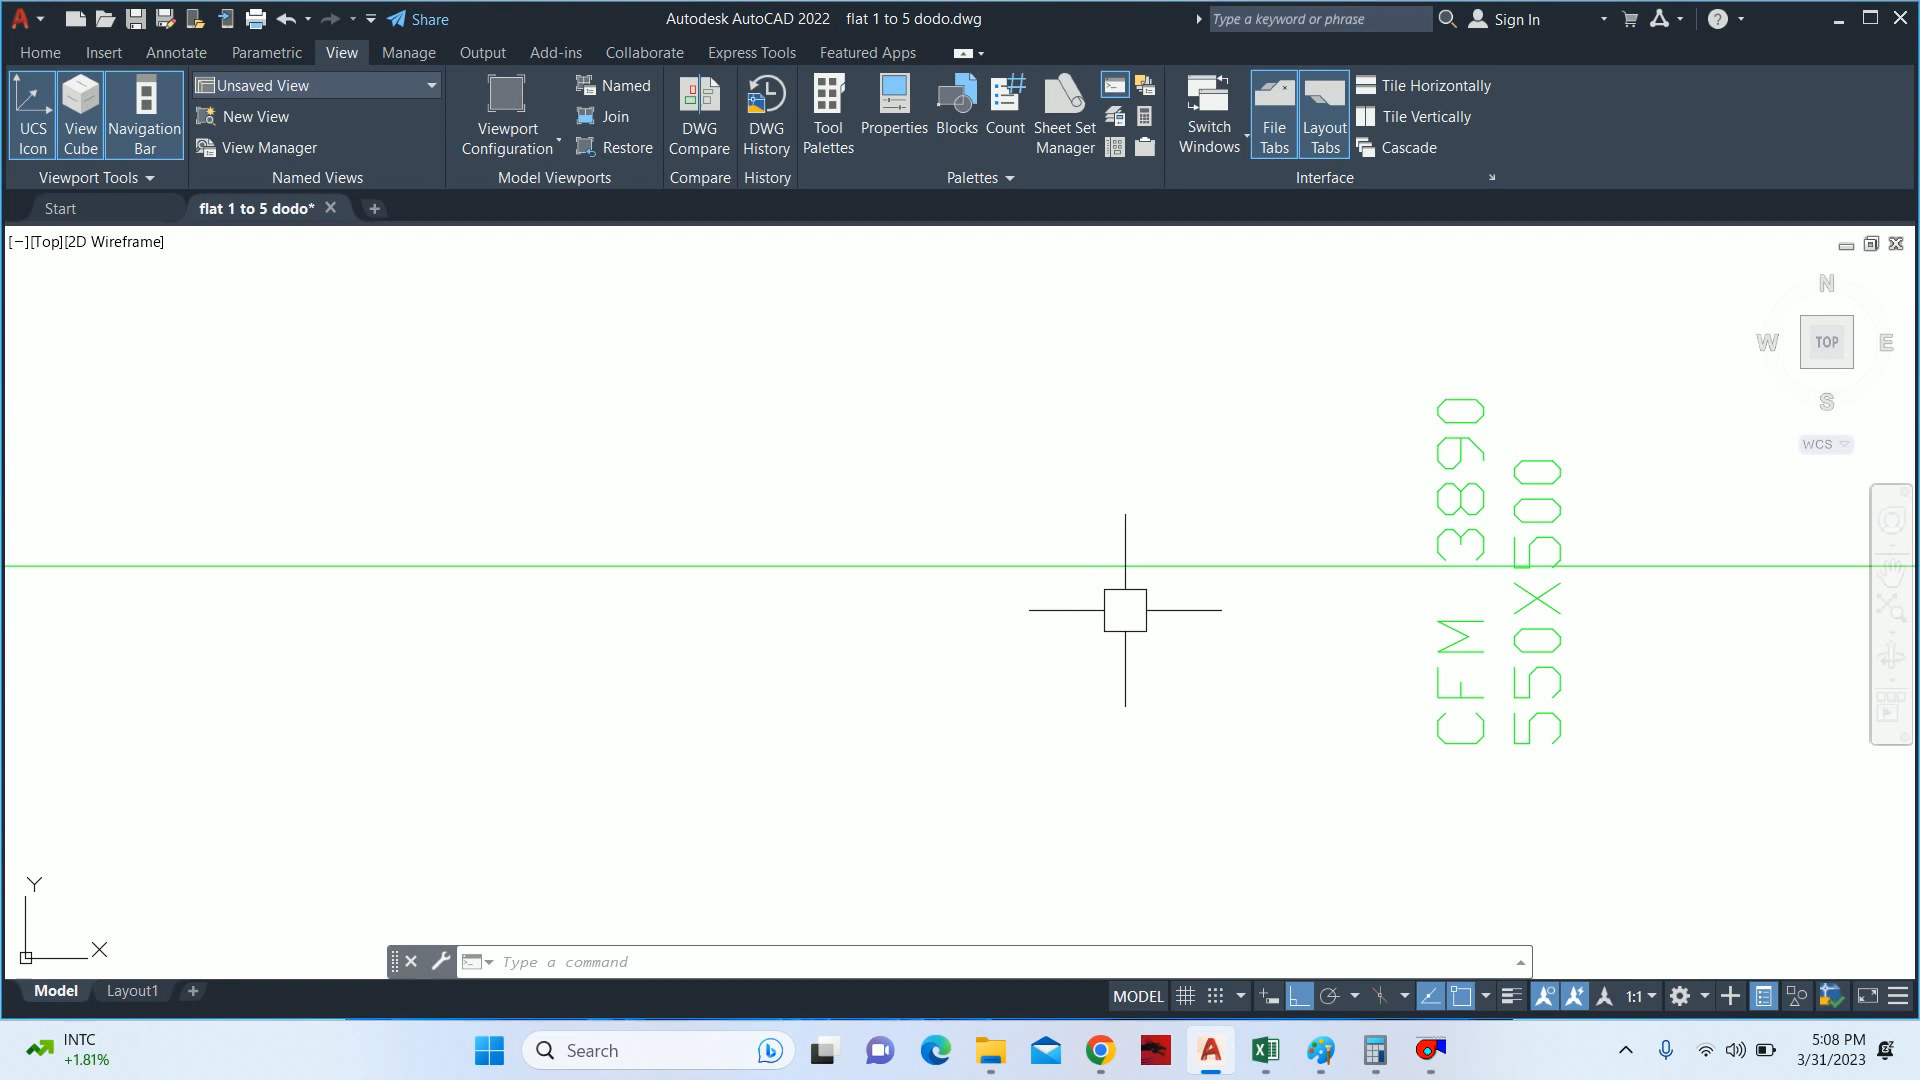 Share
Autodesk AutoCAD 2022 flat 1 to 5 dodo.dwg
Type a keyword or phrase
Sign In
Home Insert Annotate Parametric View Manage Output Add-ins Collaborate Express Tools Featured Apps
UCS Icon
View Cube
Navigation Bar
Viewport Tools
Unsaved View
New View
View Manager
Named Views
Viewport Configuration
Named
Join
Restore
Model Viewports
DWG Compare
Compare
DWG History
History
Tool Palettes
Properties
Blocks
Count
Sheet Set Manager
Palettes
Switch Windows
File Tabs
Layout Tabs
Tile Horizontally
Tile Vertically
Cascade
Interface
Start
flat 1 to 5 dodo*
[−][Top][2D Wireframe]
N
W
TOP
E
S
WCS
CFM 3890
550X500
Y
X
Type a command
Model
Layout1
MODEL
1:1
INTC
+1.81%
Search
5:08 PM
3/31/2023